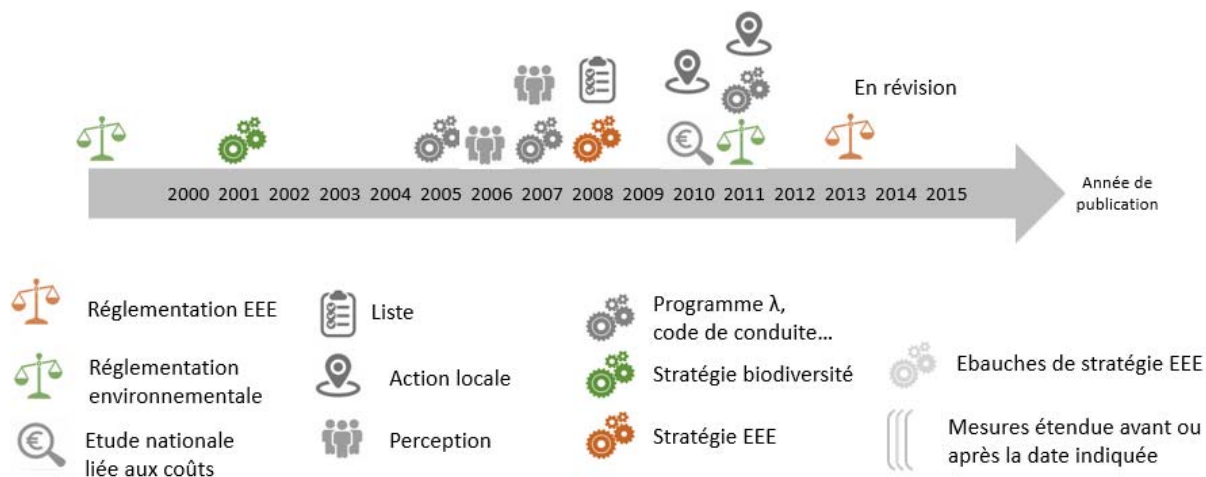 En révision
2000 2001 2002 2003 2004 2005 2006 2007 2008 2009 2010 2011 2012 2013 2014 2015
Année de
publication
Réglementation EEE
Réglementation
environnementale
Etude nationale
liée aux coûts
Liste
Action locale
Perception
Programme λ,
code de conduite…
Stratégie biodiversité
Stratégie EEE
Ebauches de stratégie EEE
Mesures étendue avant ou
après la date indiquée